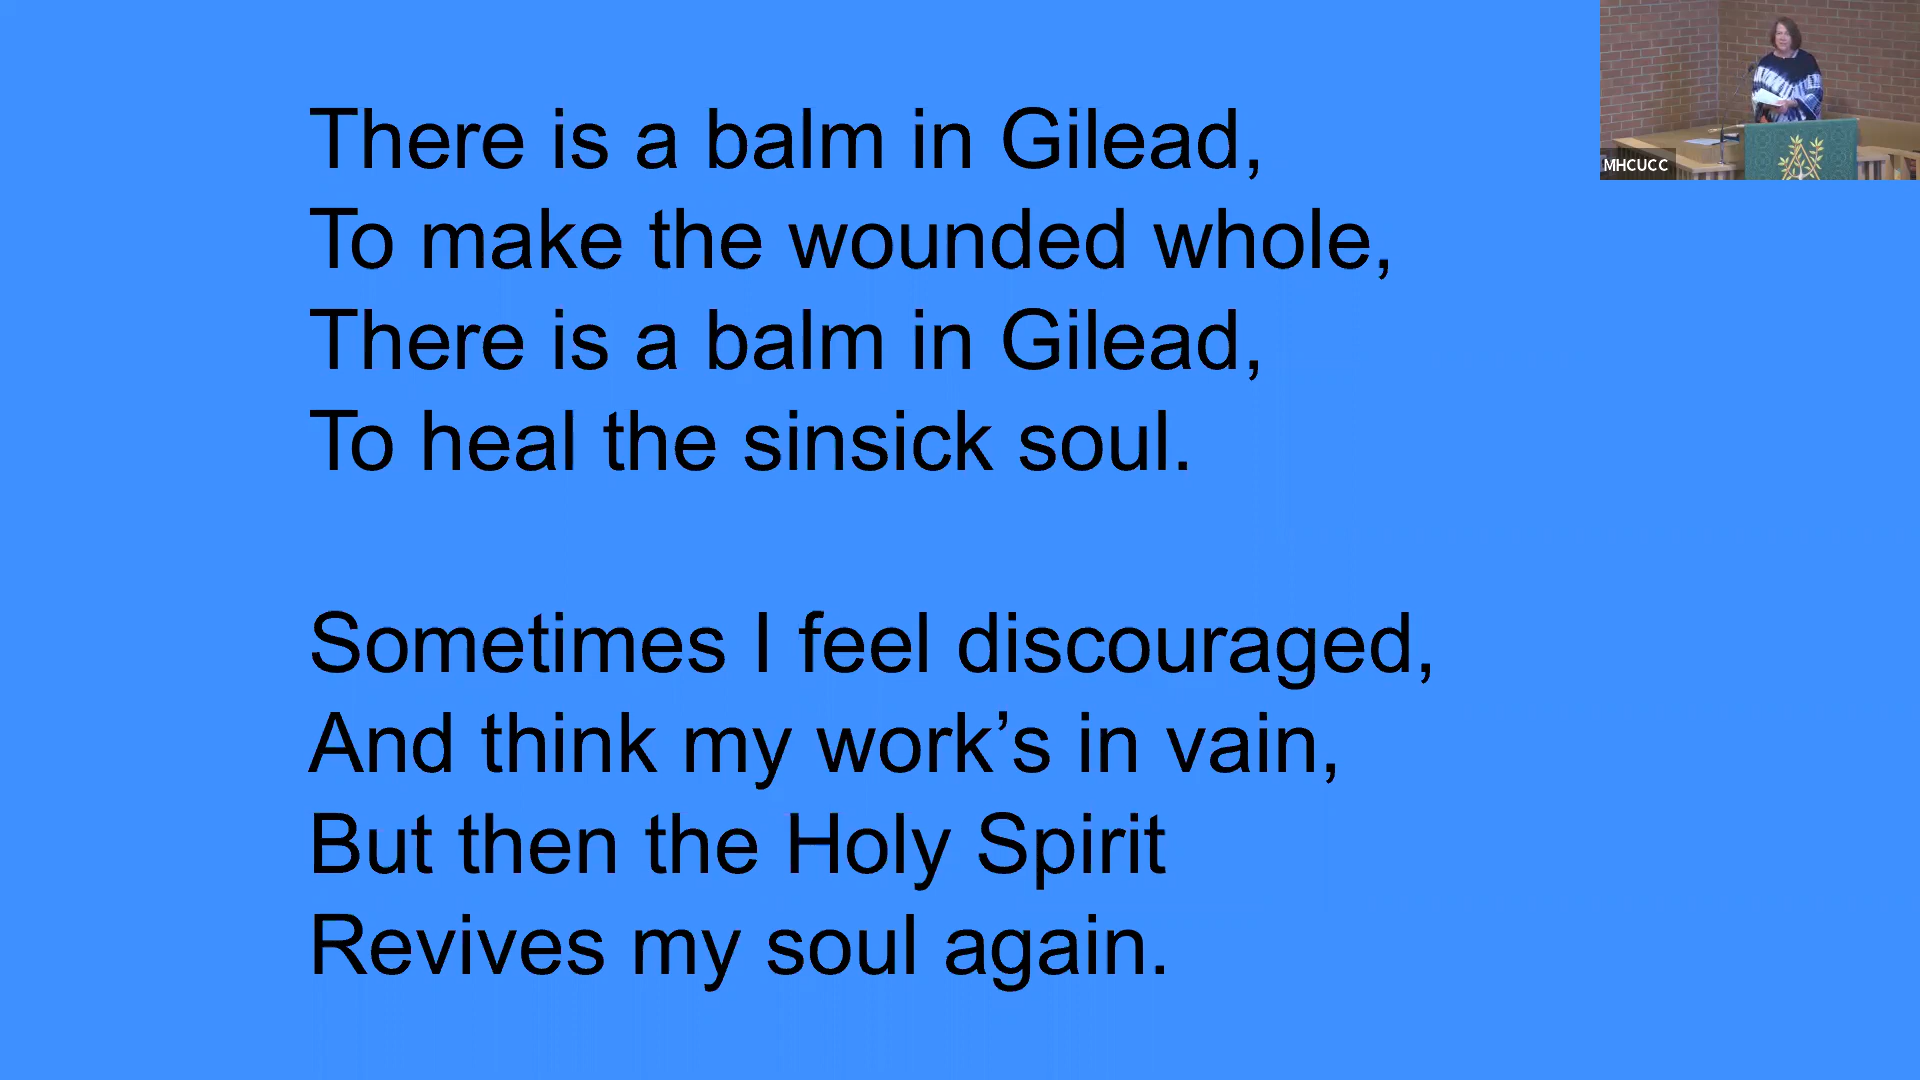 There is a balm in Gilead,
To make the wounded whole,
There is a balm in Gilead,
To heal the sinsick soul.
Sometimes I feel discouraged,
And think my work’s in vain,
But then the Holy Spirit
Revives my soul again.
MHCUCC